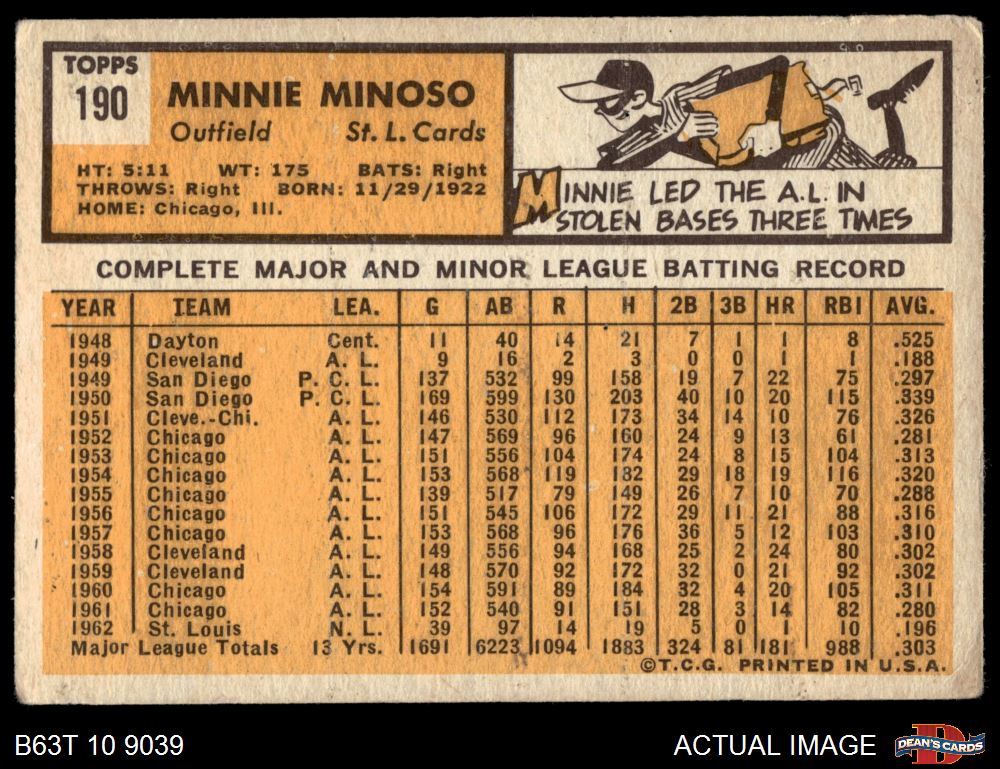 TOPPS
190
MINNIE MINOSO
Outfield St. L. Cards
HT: 5:11 WT: 175 BATS: Right
THROWS: Right BORN: 11/29/1922
HOME: Chicago, Ill.
MINNIE LED THE A.L. IN
STOLEN BASES THREE TIMES
COMPLETE MAJOR AND MINOR LEAGUE BATTING RECORD
YEAR TEAM LEA. G AB R H 2B 3B HR RBI AVG.
1948 Dayton Cent. 11 40 14 21 7 1 1 8 .525
1949 Cleveland A. L. 9 16 2 3 0 0 1 1 .188
1949 San Diego P. C. L. 137 532 99 158 19 7 22 75 .297
1950 San Diego P. C. L. 169 599 130 203 40 10 20 115 .339
1951 Cleve.-Chi. A. L. 146 530 112 173 34 14 10 76 .326
1952 Chicago A. L. 147 569 96 160 24 9 13 61 .281
1953 Chicago A. L. 151 556 104 174 24 8 15 104 .313
1954 Chicago A. L. 153 568 119 182 29 18 19 116 .320
1955 Chicago A. L. 139 517 79 149 26 7 10 70 .288
1956 Chicago A. L. 151 545 106 172 29 11 21 88 .316
1957 Chicago A. L. 153 568 96 176 36 5 12 103 .310
1958 Cleveland A. L. 149 556 94 168 25 2 24 80 .302
1959 Cleveland A. L. 148 570 92 172 32 0 21 92 .302
1960 Chicago A. L. 154 591 89 184 32 4 20 105 .311
1961 Chicago A. L. 152 540 91 151 28 3 14 82 .280
1962 St. Louis N. L. 39 97 14 19 5 0 1 10 .196
Major League Totals 13 Yrs. 1691 6223 1094 1883 324 81 181 988 .303
©T.C.G. PRINTED IN U.S.A.
B63T 10 9039
ACTUAL IMAGE
D
DEAN'S CARDS